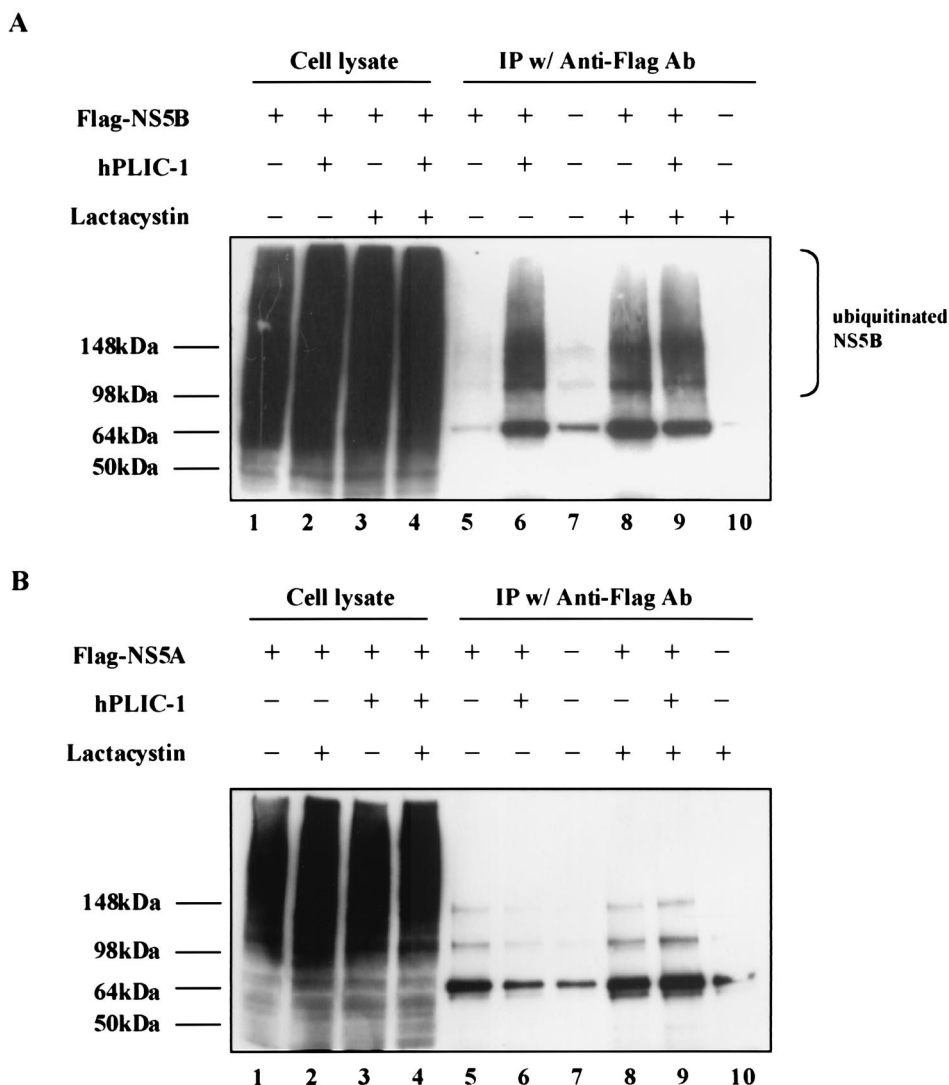 A
Cell lysate IP w/ Anti-Flag Ab
Flag-NS5B + + + + + + − + + −
hPLIC-1 − + − + − + − − + −
Lactacystin − − + + − − − + + +
ubiquitinated
NS5B
148kDa
98kDa
64kDa
50kDa
1 2 3 4 5 6 7 8 9 10
B
Cell lysate IP w/ Anti-Flag Ab
Flag-NS5A + + + + + + − + + −
hPLIC-1 − − + + − + − − + −
Lactacystin − + − + − − − + + +
148kDa
98kDa
64kDa
50kDa
1 2 3 4 5 6 7 8 9 10